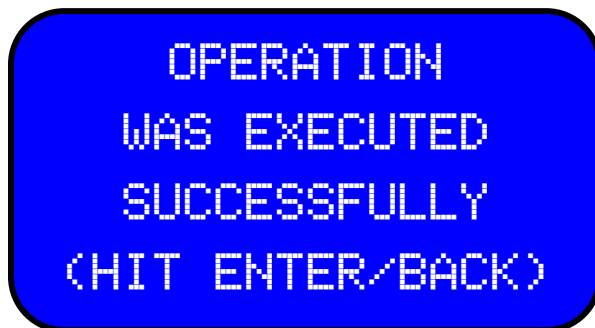 OPERATION
WAS EXECUTED
SUCCESSFULLY
(HIT ENTER/BACK)